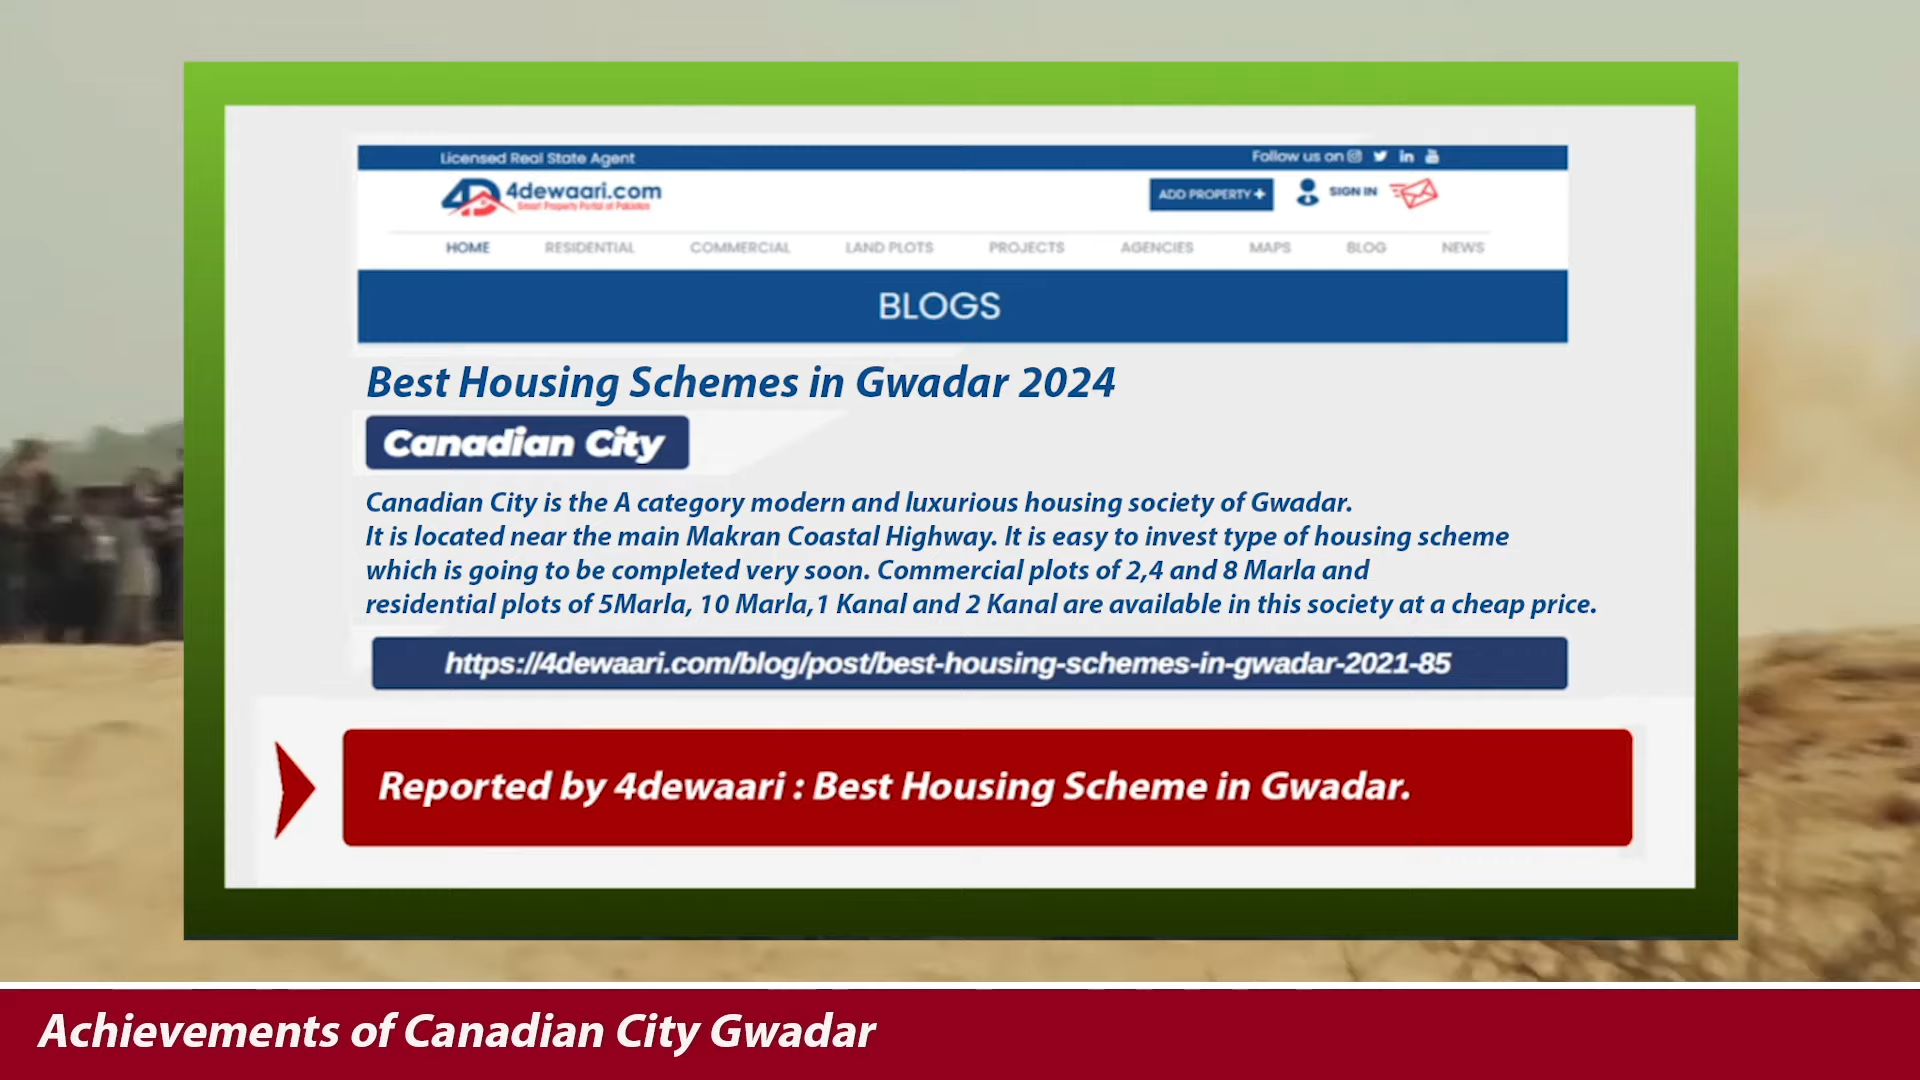 Licensed Real State Agent
Follow us on
4dewaari.com
Smart Property Portal of Pakistan
ADD PROPERTY +
SIGN IN
HOME RESIDENTIAL COMMERCIAL LAND PLOTS PROJECTS AGENCIES MAPS BLOG NEWS
BLOGS
Best Housing Schemes in Gwadar 2024
Canadian City
Canadian City is the A category modern and luxurious housing society of Gwadar.
It is located near the main Makran Coastal Highway. It is easy to invest type of housing scheme
which is going to be completed very soon. Commercial plots of 2,4 and 8 Marla and
residential plots of 5Marla, 10 Marla,1 Kanal and 2 Kanal are available in this society at a cheap price.
https://4dewaari.com/blog/post/best-housing-schemes-in-gwadar-2021-85
Reported by 4dewaari : Best Housing Scheme in Gwadar.
Achievements of Canadian City Gwadar